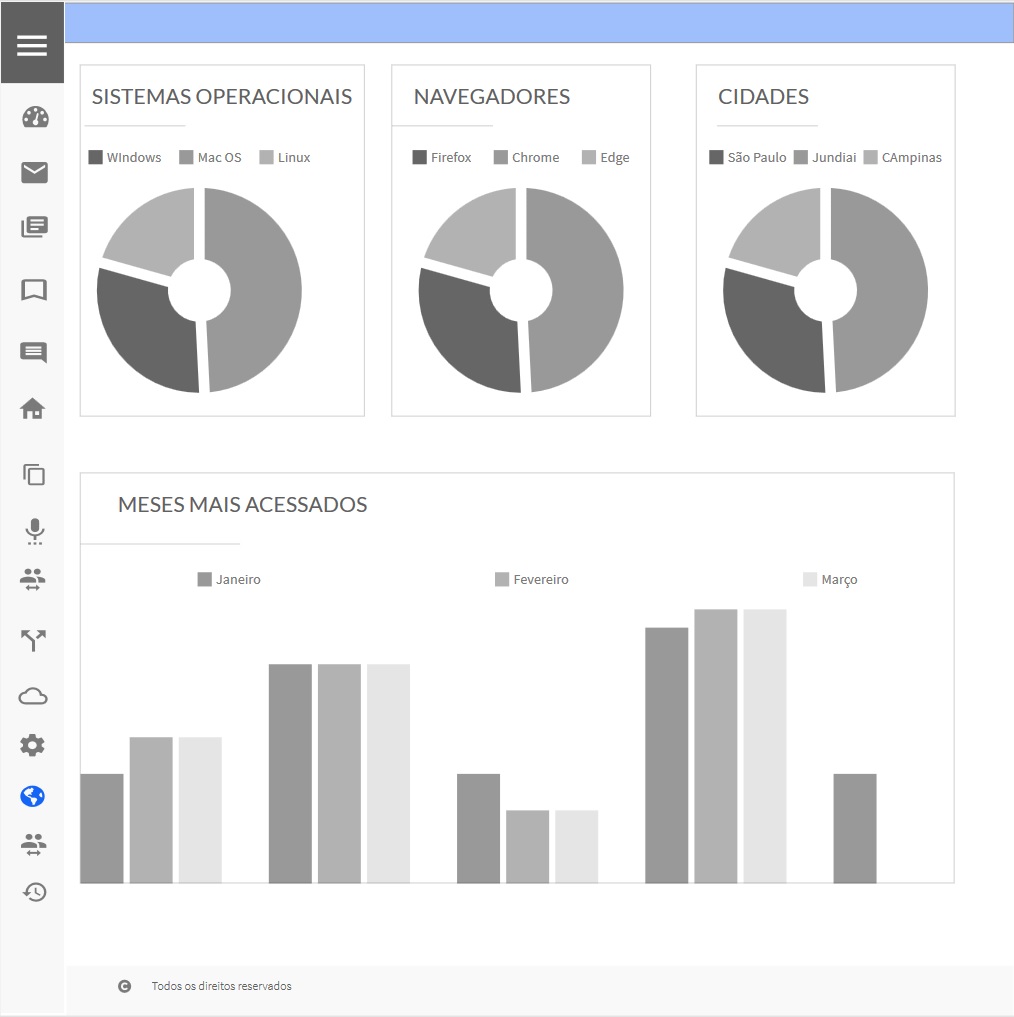 SISTEMAS OPERACIONAIS
WIndows Mac OS Linux
NAVEGADORES
Firefox Chrome Edge
CIDADES
São Paulo Jundiai CAmpinas
MESES MAIS ACESSADOS
Janeiro Fevereiro Março
C Todos os direitos reservados